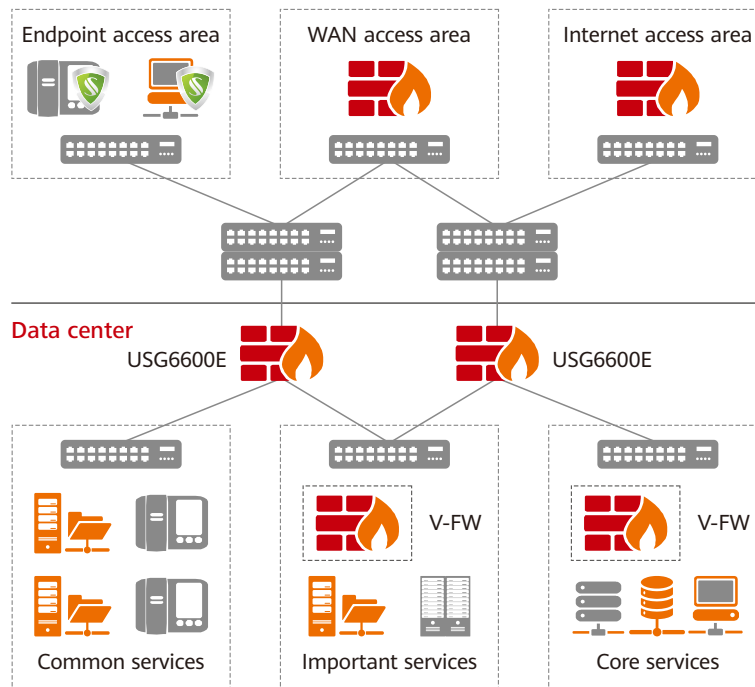 Endpoint access area
WAN access area
Internet access area
Data center
USG6600E
USG6600E
V-FW
V-FW
Common services
Important services
Core services